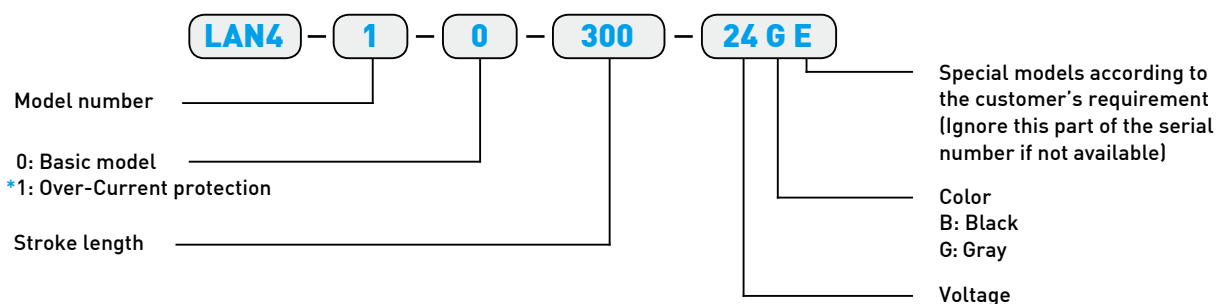 LAN4 – 1 – 0 – 300 – 24 G E
Model number
0: Basic model
*1: Over-Current protection
Stroke length
Special models according to
the customer's requirement
(Ignore this part of the serial
number if not available)
Color
B: Black
G: Gray
Voltage